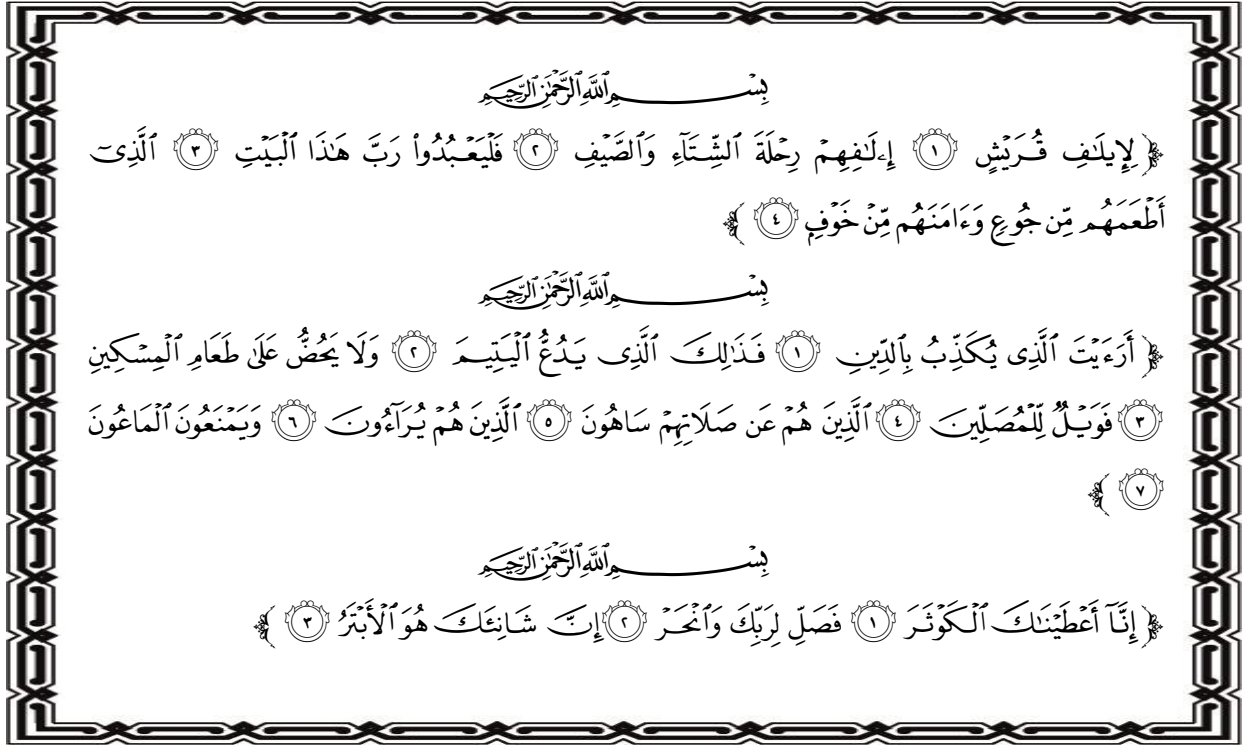 بِسْمِ ٱللَّهِ ٱلرَّحْمَٰنِ ٱلرَّحِيمِ
﴿ لِإِيلَٰفِ قُرَيْشٍ ١ إِۦلَٰفِهِمْ رِحْلَةَ ٱلشِّتَآءِ وَٱلصَّيْفِ ٢ فَلْيَعْبُدُوا۟ رَبَّ هَٰذَا ٱلْبَيْتِ ٣ ٱلَّذِىٓ
أَطْعَمَهُم مِّن جُوعٍ وَءَامَنَهُم مِّنْ خَوْفٍۭ ٤ ﴾
بِسْمِ ٱللَّهِ ٱلرَّحْمَٰنِ ٱلرَّحِيمِ
﴿ أَرَءَيْتَ ٱلَّذِى يُكَذِّبُ بِٱلدِّينِ ١ فَذَٰلِكَ ٱلَّذِى يَدُعُّ ٱلْيَتِيمَ ٢ وَلَا يَحُضُّ عَلَىٰ طَعَامِ ٱلْمِسْكِينِ
٣ فَوَيْلٌ لِّلْمُصَلِّينَ ٤ ٱلَّذِينَ هُمْ عَن صَلَاتِهِمْ سَاهُونَ ٥ ٱلَّذِينَ هُمْ يُرَآءُونَ ٦ وَيَمْنَعُونَ ٱلْمَاعُونَ
٧ ﴾
بِسْمِ ٱللَّهِ ٱلرَّحْمَٰنِ ٱلرَّحِيمِ
﴿ إِنَّآ أَعْطَيْنَٰكَ ٱلْكَوْثَرَ ١ فَصَلِّ لِرَبِّكَ وَٱنْحَرْ ٢ إِنَّ شَانِئَكَ هُوَ ٱلْأَبْتَرُ ٣ ﴾